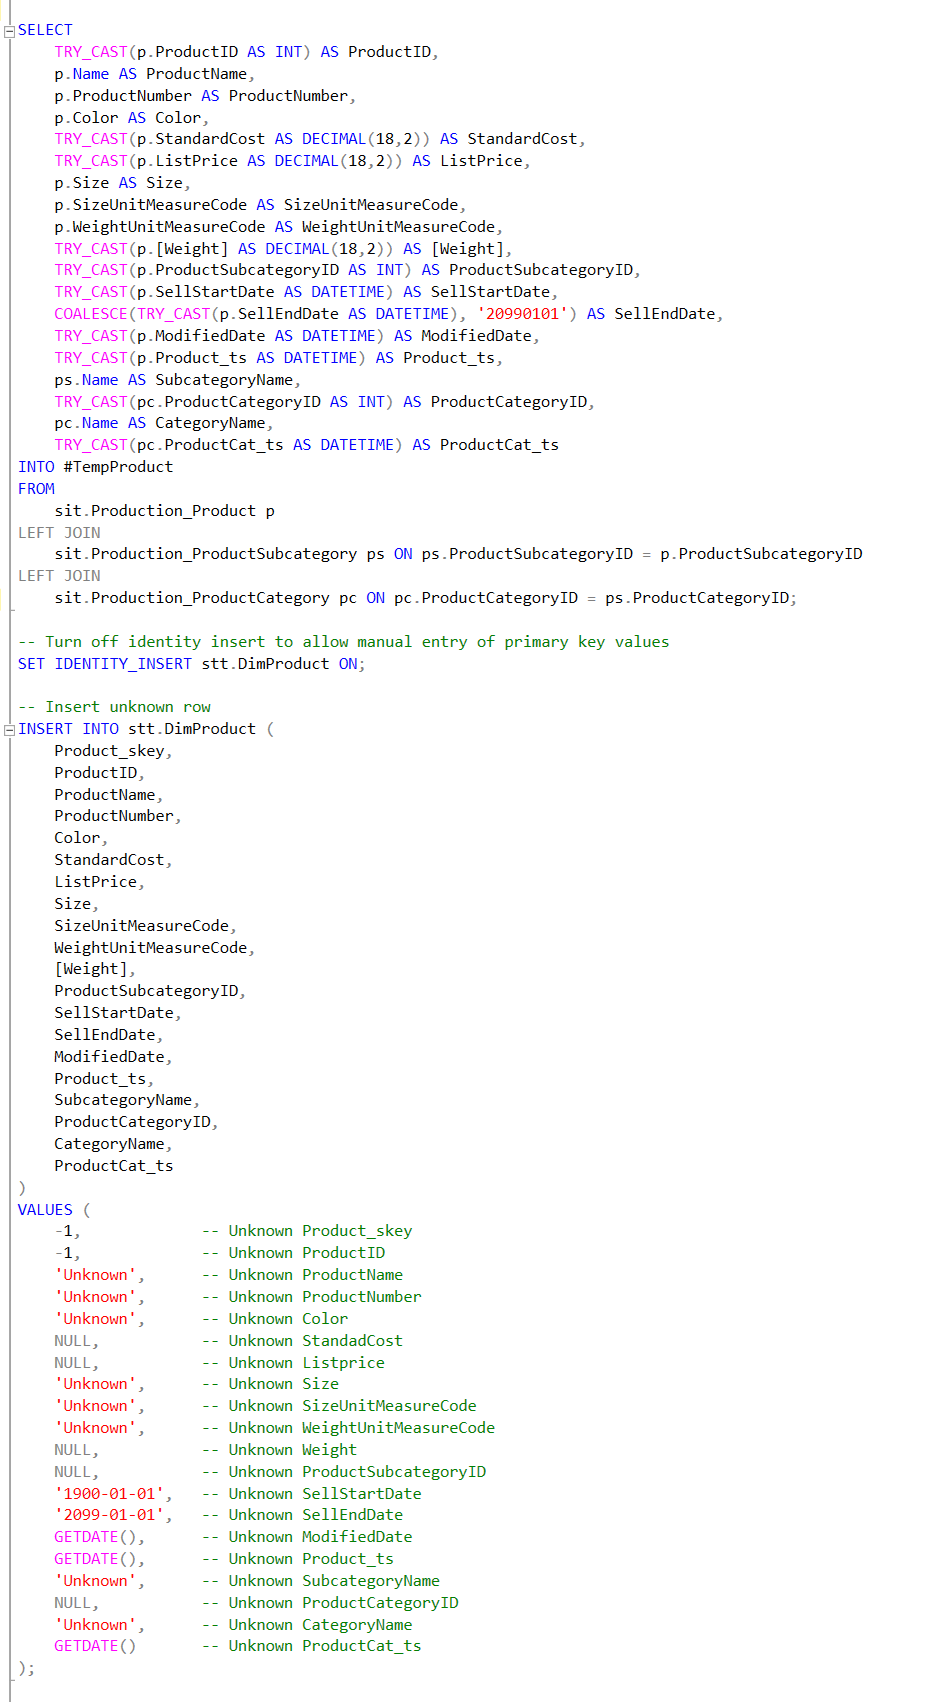 SELECT
    TRY_CAST(p.ProductID AS INT) AS ProductID,
    p.Name AS ProductName,
    p.ProductNumber AS ProductNumber,
    p.Color AS Color,
    TRY_CAST(p.StandardCost AS DECIMAL(18,2)) AS StandardCost,
    TRY_CAST(p.ListPrice AS DECIMAL(18,2)) AS ListPrice,
    p.Size AS Size,
    p.SizeUnitMeasureCode AS SizeUnitMeasureCode,
    p.WeightUnitMeasureCode AS WeightUnitMeasureCode,
    TRY_CAST(p.[Weight] AS DECIMAL(18,2)) AS [Weight],
    TRY_CAST(p.ProductSubcategoryID AS INT) AS ProductSubcategoryID,
    TRY_CAST(p.SellStartDate AS DATETIME) AS SellStartDate,
    COALESCE(TRY_CAST(p.SellEndDate AS DATETIME), '20990101') AS SellEndDate,
    TRY_CAST(p.ModifiedDate AS DATETIME) AS ModifiedDate,
    TRY_CAST(p.Product_ts AS DATETIME) AS Product_ts,
    ps.Name AS SubcategoryName,
    TRY_CAST(pc.ProductCategoryID AS INT) AS ProductCategoryID,
    pc.Name AS CategoryName,
    TRY_CAST(pc.ProductCat_ts AS DATETIME) AS ProductCat_ts
INTO #TempProduct
FROM
    sit.Production_Product p
LEFT JOIN
    sit.Production_ProductSubcategory ps ON ps.ProductSubcategoryID = p.ProductSubcategoryID
LEFT JOIN
    sit.Production_ProductCategory pc ON pc.ProductCategoryID = ps.ProductCategoryID;

-- Turn off identity insert to allow manual entry of primary key values
SET IDENTITY_INSERT stt.DimProduct ON;

-- Insert unknown row
INSERT INTO stt.DimProduct (
    Product_skey,
    ProductID,
    ProductName,
    ProductNumber,
    Color,
    StandardCost,
    ListPrice,
    Size,
    SizeUnitMeasureCode,
    WeightUnitMeasureCode,
    [Weight],
    ProductSubcategoryID,
    SellStartDate,
    SellEndDate,
    ModifiedDate,
    Product_ts,
    SubcategoryName,
    ProductCategoryID,
    CategoryName,
    ProductCat_ts
)
VALUES (
    -1,             -- Unknown Product_skey
    -1,             -- Unknown ProductID
    'Unknown',      -- Unknown ProductName
    'Unknown',      -- Unknown ProductNumber
    'Unknown',      -- Unknown Color
    NULL,           -- Unknown StandadCost
    NULL,           -- Unknown Listprice
    'Unknown',      -- Unknown Size
    'Unknown',      -- Unknown SizeUnitMeasureCode
    'Unknown',      -- Unknown WeightUnitMeasureCode
    NULL,           -- Unknown Weight
    NULL,           -- Unknown ProductSubcategoryID
    '1900-01-01',   -- Unknown SellStartDate
    '2099-01-01',   -- Unknown SellEndDate
    GETDATE(),      -- Unknown ModifiedDate
    GETDATE(),      -- Unknown Product_ts
    'Unknown',      -- Unknown SubcategoryName
    NULL,           -- Unknown ProductCategoryID
    'Unknown',      -- Unknown CategoryName
    GETDATE()       -- Unknown ProductCat_ts
);